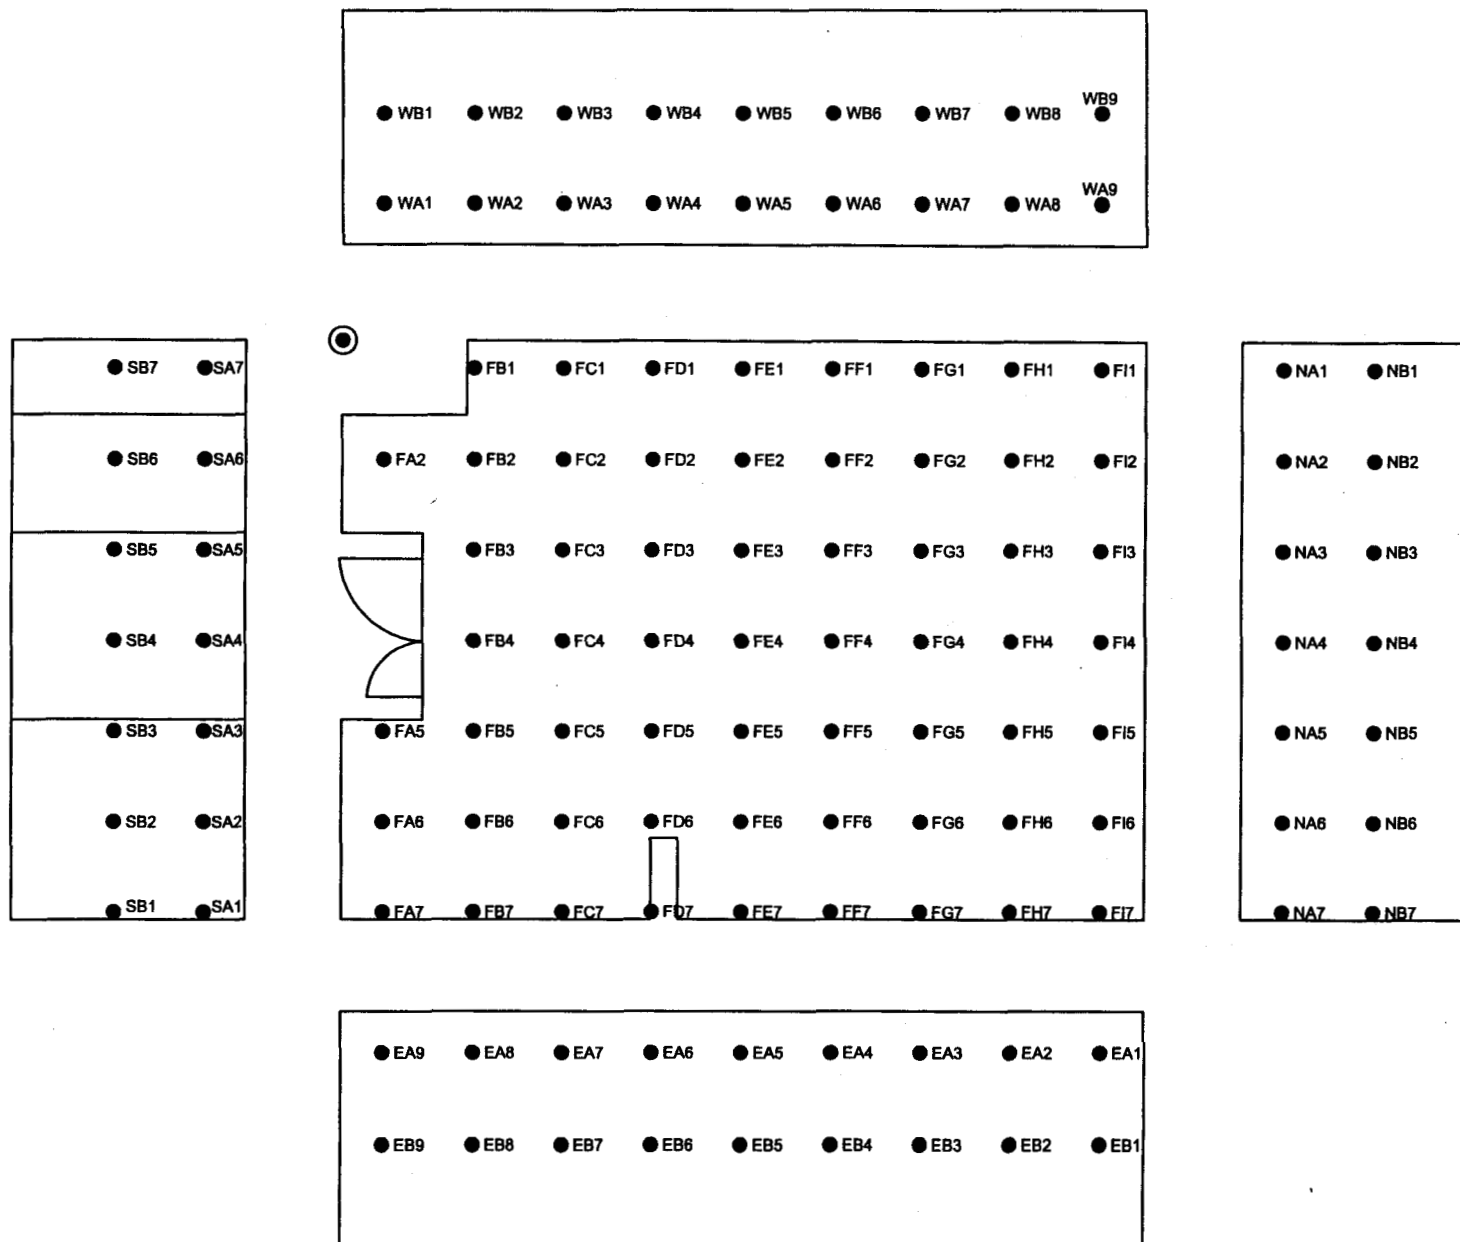 WB1 WB2 WB3 WB4 WB5 WB6 WB7 WB8 WB9
WA1 WA2 WA3 WA4 WA5 WA6 WA7 WA8 WA9
SB7 SA7 FB1 FC1 FD1 FE1 FF1 FG1 FH1 FI1 NA1 NB1
SB6 SA6 FA2 FB2 FC2 FD2 FE2 FF2 FG2 FH2 FI2 NA2 NB2
SB5 SA5 FB3 FC3 FD3 FE3 FF3 FG3 FH3 FI3 NA3 NB3
SB4 SA4 FB4 FC4 FD4 FE4 FF4 FG4 FH4 FI4 NA4 NB4
SB3 SA3 FA5 FB5 FC5 FD5 FE5 FF5 FG5 FH5 FI5 NA5 NB5
SB2 SA2 FA6 FB6 FC6 FD6 FE6 FF6 FG6 FH6 FI6 NA6 NB6
SB1 SA1 FA7 FB7 FC7 FD7 FE7 FF7 FG7 FH7 FI7 NA7 NB7
EA9 EA8 EA7 EA6 EA5 EA4 EA3 EA2 EA1
EB9 EB8 EB7 EB6 EB5 EB4 EB3 EB2 EB1